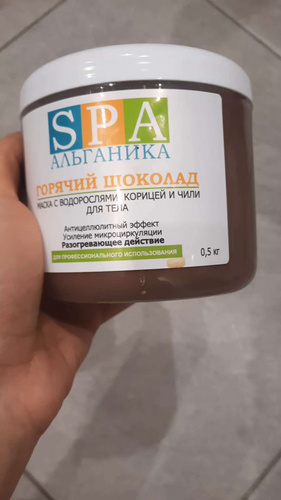 SPA
АЛЬГАНИКА
ГОРЯЧИЙ ШОКОЛАД
МАСКА С ВОДОРОСЛЯМИ, КОРИЦЕЙ И ЧИЛИ
ДЛЯ ТЕЛА
Антицеллюлитный эффект
Усиление микроциркуляции
Разогревающее действие
ДЛЯ ПРОФЕССИОНАЛЬНОГО ИСПОЛЬЗОВАНИЯ
0,5 кг